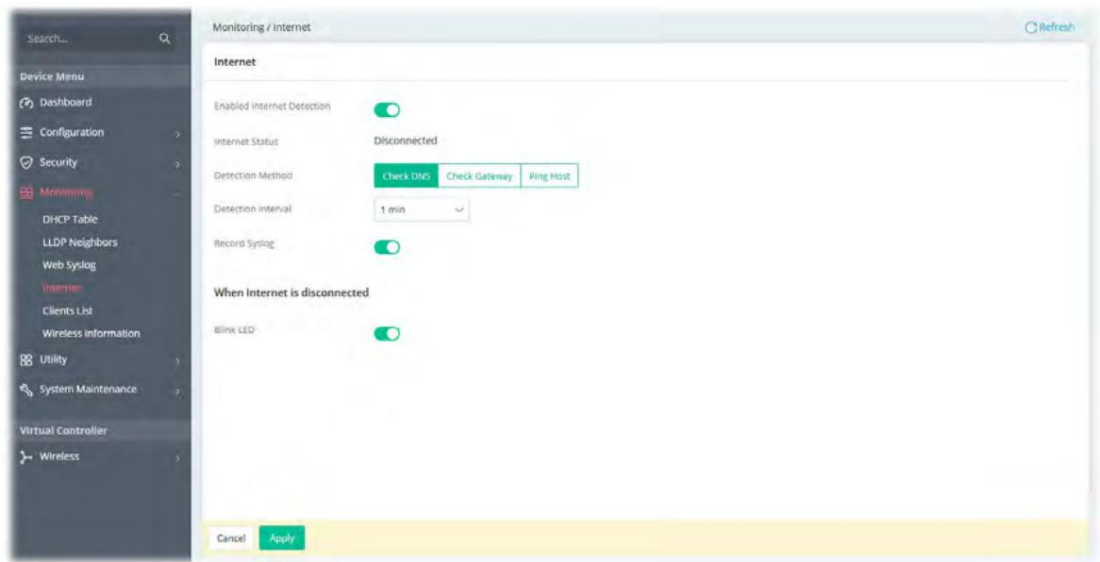 Search...
Device Menu
Dashboard
Configuration
Security
Monitoring
DHCP Table
LLDP Neighbors
Web Syslog
Internet
Clients List
Wireless Information
Utility
System Maintenance
Virtual Controller
Wireless
Monitoring / Internet
Refresh
Internet
Enabled Internet Detection
Internet Status Disconnected
Detection Method Check DNS Check Gateway Ping Host
Detection Interval 1 min
Record Syslog
When Internet is disconnected
Blink LED
Cancel Apply